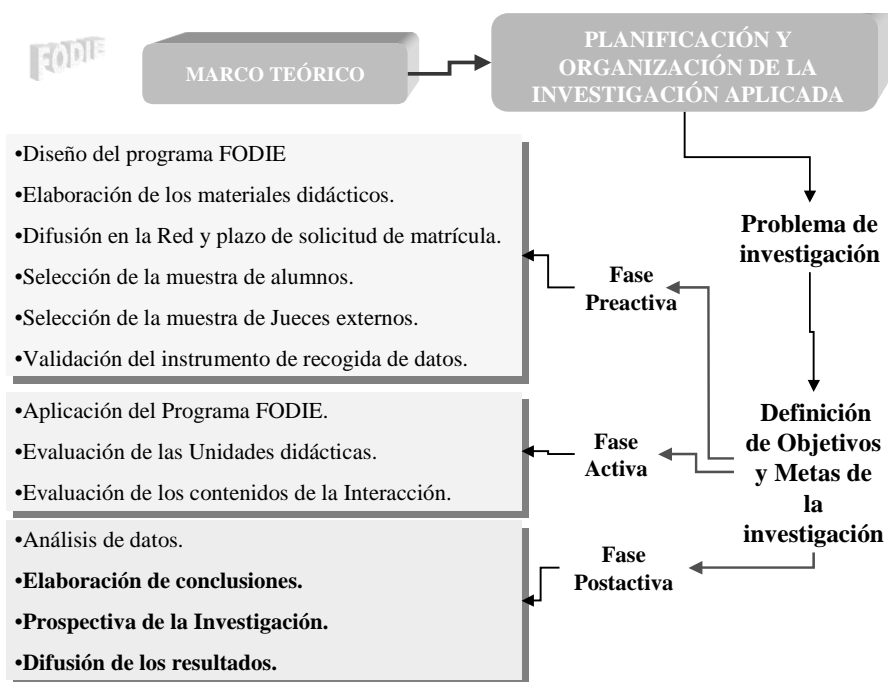 FODIE
MARCO TEÓRICO
PLANIFICACIÓN Y
ORGANIZACIÓN DE LA
INVESTIGACIÓN APLICADA
•Diseño del programa FODIE
•Elaboración de los materiales didácticos.
•Difusión en la Red y plazo de solicitud de matrícula.
•Selección de la muestra de alumnos.
•Selección de la muestra de Jueces externos.
•Validación del instrumento de recogida de datos.
•Aplicación del Programa FODIE.
•Evaluación de las Unidades didácticas.
•Evaluación de los contenidos de la Interacción.
•Análisis de datos.
•Elaboración de conclusiones.
•Prospectiva de la Investigación.
•Difusión de los resultados.
Fase
Preactiva
Fase
Activa
Fase
Postactiva
Problema de
investigación
Definición
de Objetivos
y Metas de
la
investigación